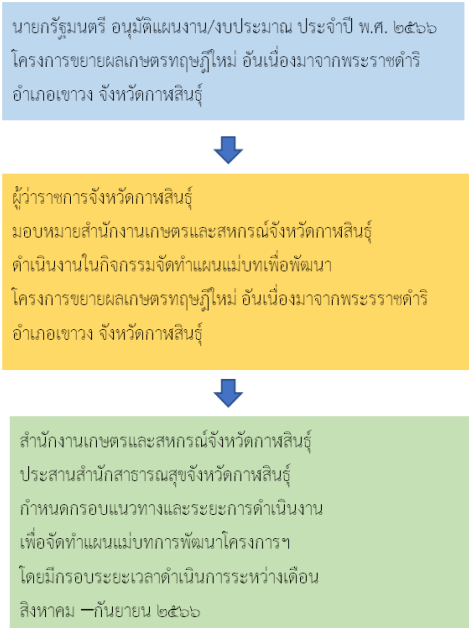 นายกรัฐมนตรี อนุมัติแผนงาน/งบประมาณ ประจำปี พ.ศ. ๒๕๖๖
โครงการขยายผลเกษตรทฤษฎีใหม่ อันเนื่องมาจากพระราชดำริ
อำเภอเขาวง จังหวัดกาฬสินธุ์
ผู้ว่าราชการจังหวัดกาฬสินธุ์
มอบหมายสำนักงานเกษตรและสหกรณ์จังหวัดกาฬสินธุ์
ดำเนินงานในกิจกรรมจัดทำแผนแม่บทเพื่อพัฒนา
โครงการขยายผลเกษตรทฤษฎีใหม่ อันเนื่องมาจากพระรราชดำริ
อำเภอเขาวง จังหวัดกาฬสินธุ์
สำนักงานเกษตรและสหกรณ์จังหวัดกาฬสินธุ์
ประสานสำนักสาธารณสุขจังหวัดกาฬสินธุ์
กำหนดกรอบแนวทางและระยะการดำเนินงาน
เพื่อจัดทำแผนแม่บทการพัฒนาโครงการฯ
โดยมีกรอบระยะเวลาดำเนินการระหว่างเดือน
สิงหาคม –กันยายน ๒๕๖๖